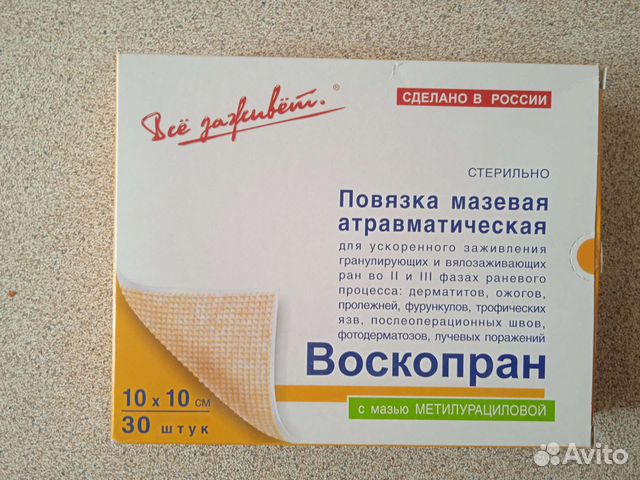 Всё заживёт.®
СДЕЛАНО В РОССИИ
СТЕРИЛЬНО
Повязка мазевая
атравматическая
для ускоренного заживления
гранулирующих и вялозаживающих
ран во II и III фазах раневого
процесса: дерматитов, ожогов,
пролежней, фурункулов, трофических
язв, послеоперационных швов,
фотодерматозов, лучевых поражений
Воскопран
с мазью МЕТИЛУРАЦИЛОВОЙ
10 х 10 см
30 штук
Avito